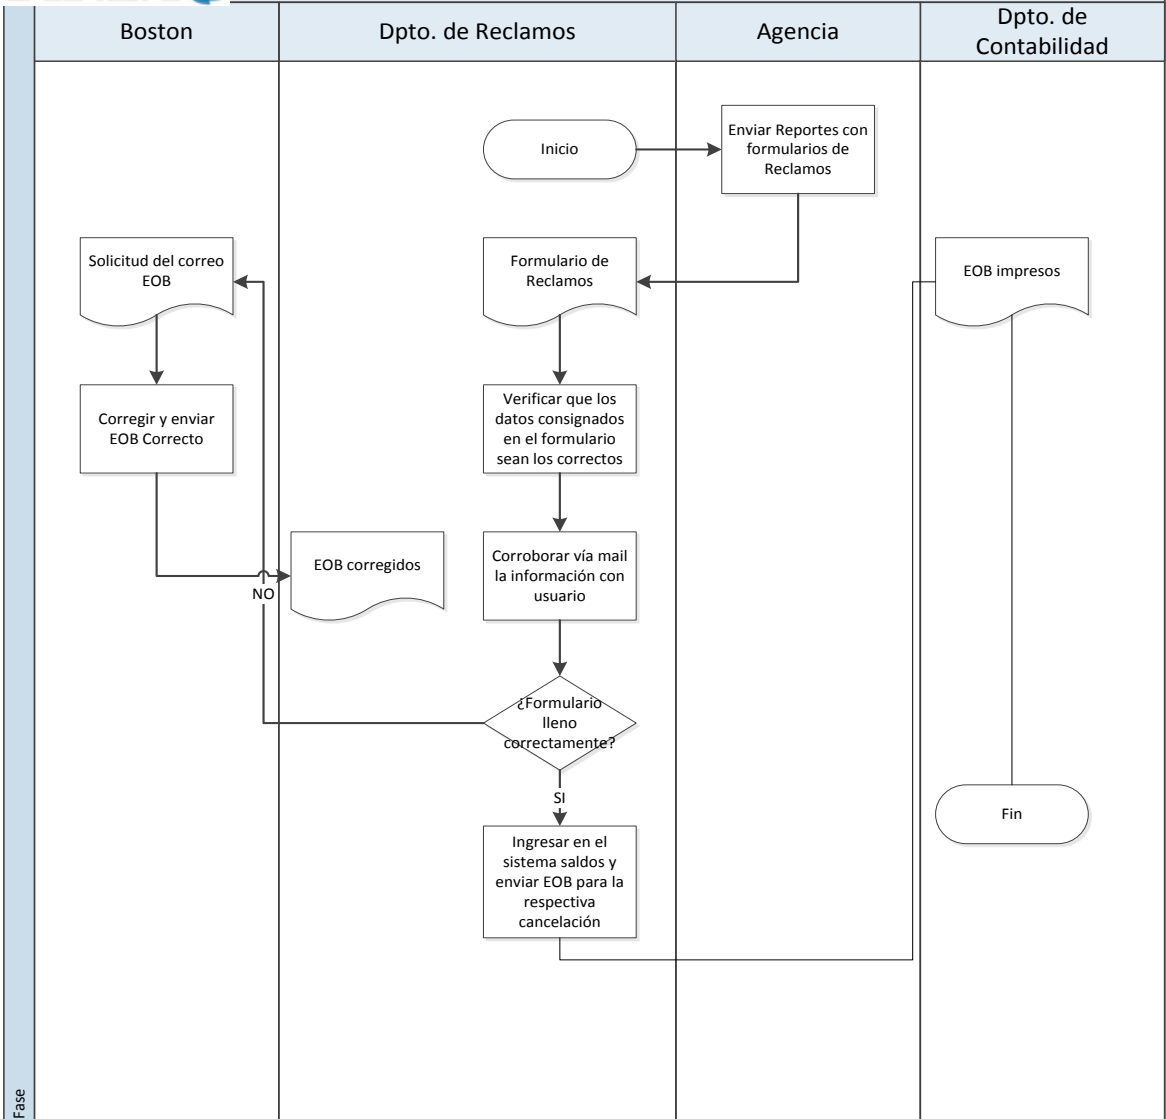 Boston
Dpto. de Reclamos
Agencia
Dpto. de
Contabilidad
Inicio
Enviar Reportes con
formularios de
Reclamos
Solicitud del correo
EOB
Formulario de
Reclamos
EOB impresos
Corregir y enviar
EOB Correcto
Verificar que los
datos consignados
en el formulario
sean los correctos
EOB corregidos
Corroborar vía mail
la información con
usuario
NO
¿Formulario
lleno
correctamente?
SI
Fin
Ingresar en el
sistema saldos y
enviar EOB para la
respectiva
cancelación
Fase